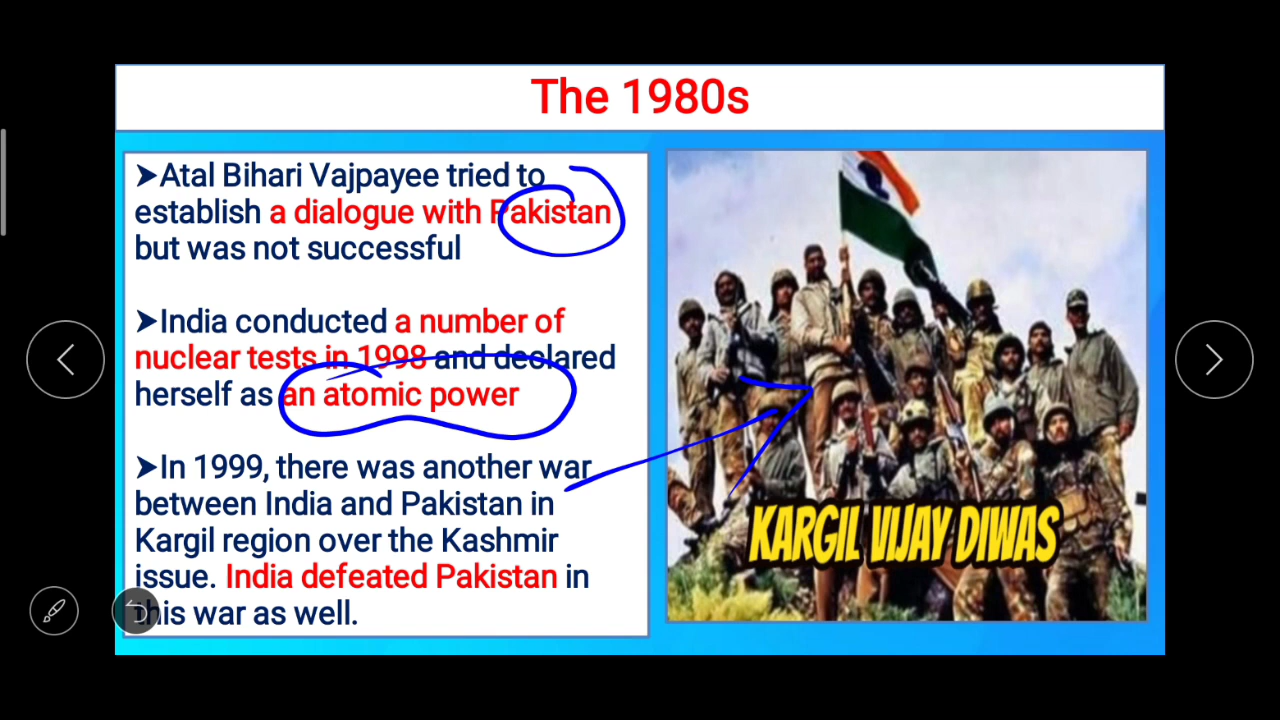 The 1980s
➤Atal Bihari Vajpayee tried to
establish a dialogue with Pakistan
but was not successful
➤India conducted a number of
nuclear tests in 1998 and declared
herself as an atomic power
➤In 1999, there was another war
between India and Pakistan in
Kargil region over the Kashmir
issue. India defeated Pakistan in
this war as well.
KARGIL VIJAY DIWAS